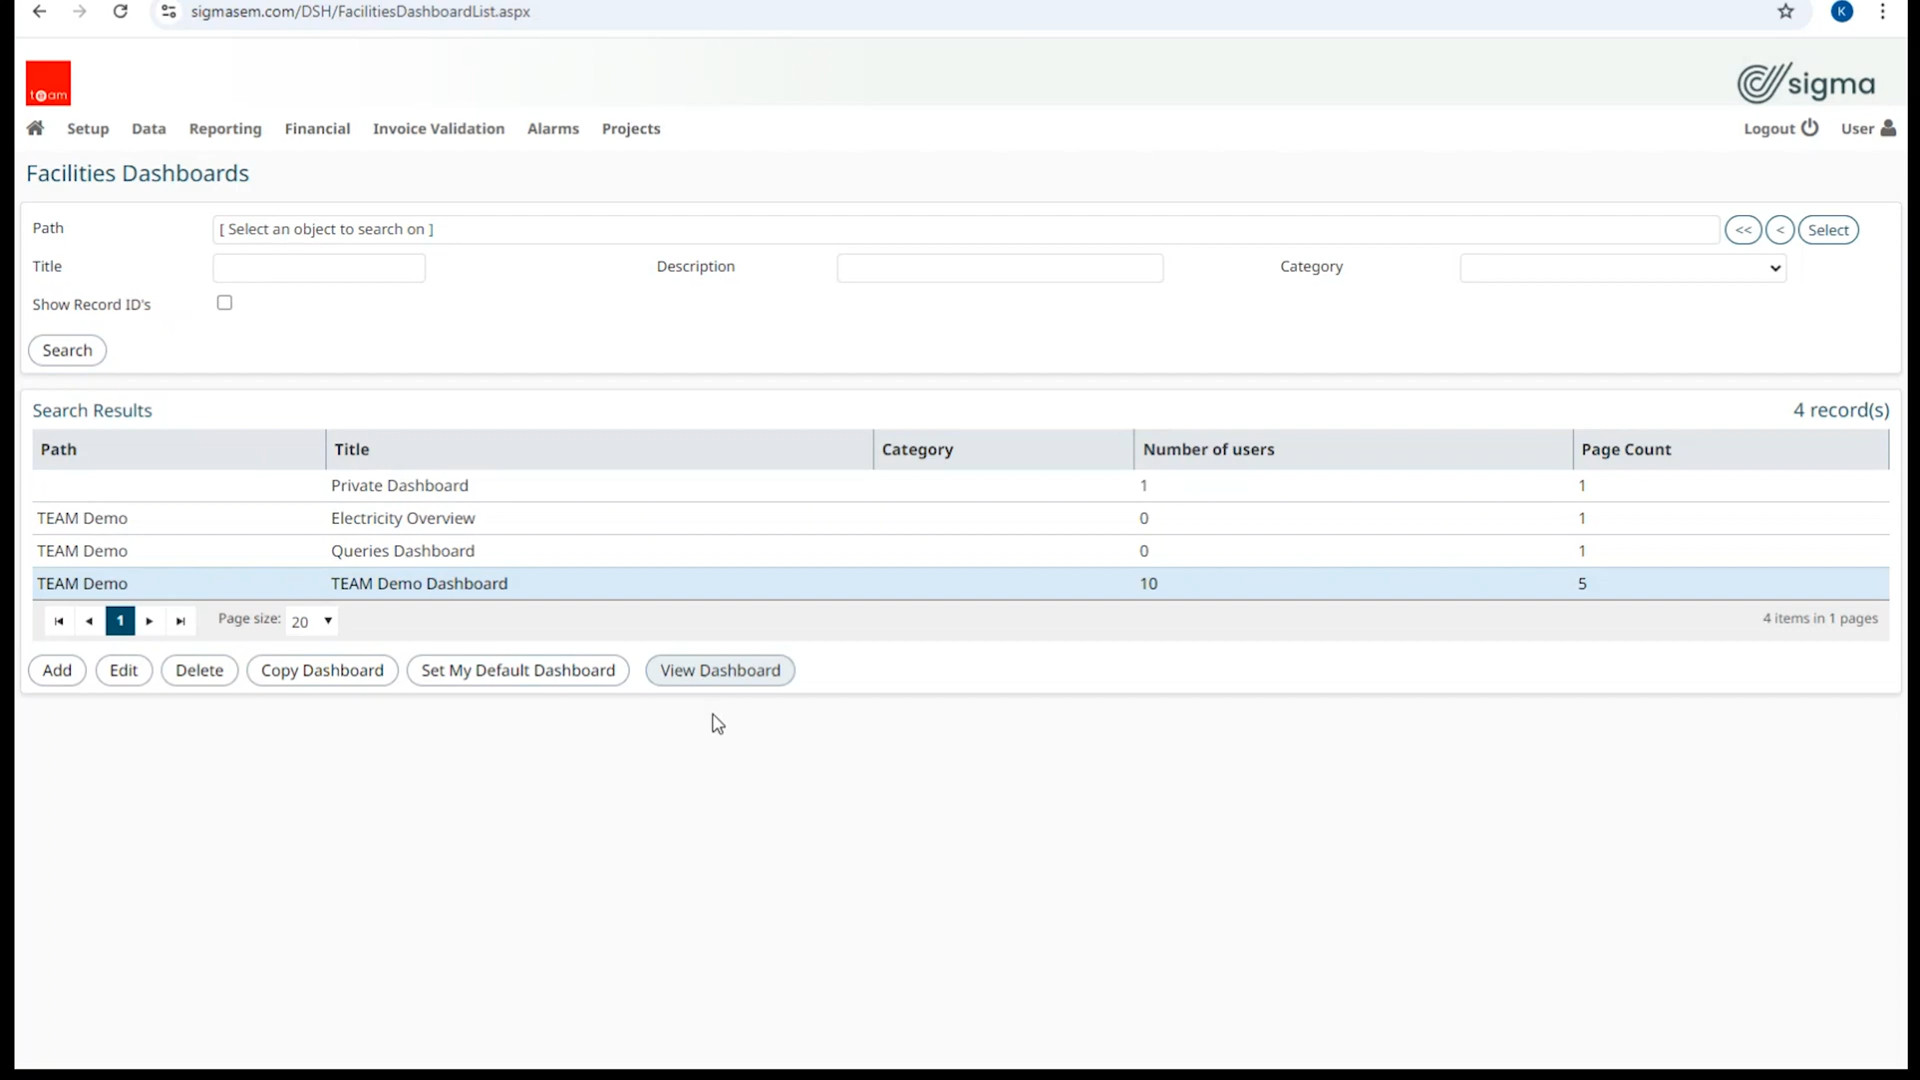 sigmasem.com/DSH/FacilitiesDashboardList.aspx
K
team
sigma
Setup Data Reporting Financial Invoice Validation Alarms Projects Logout User
Facilities Dashboards
Path [ Select an object to search on ] << < Select
Title Description Category
Show Record ID's
Search
Search Results 4 record(s)
Path Title Category Number of users Page Count
Private Dashboard 1 1
TEAM Demo Electricity Overview 0 1
TEAM Demo Queries Dashboard 0 1
TEAM Demo TEAM Demo Dashboard 10 5
1 Page size: 20 4 items in 1 pages
Add Edit Delete Copy Dashboard Set My Default Dashboard View Dashboard